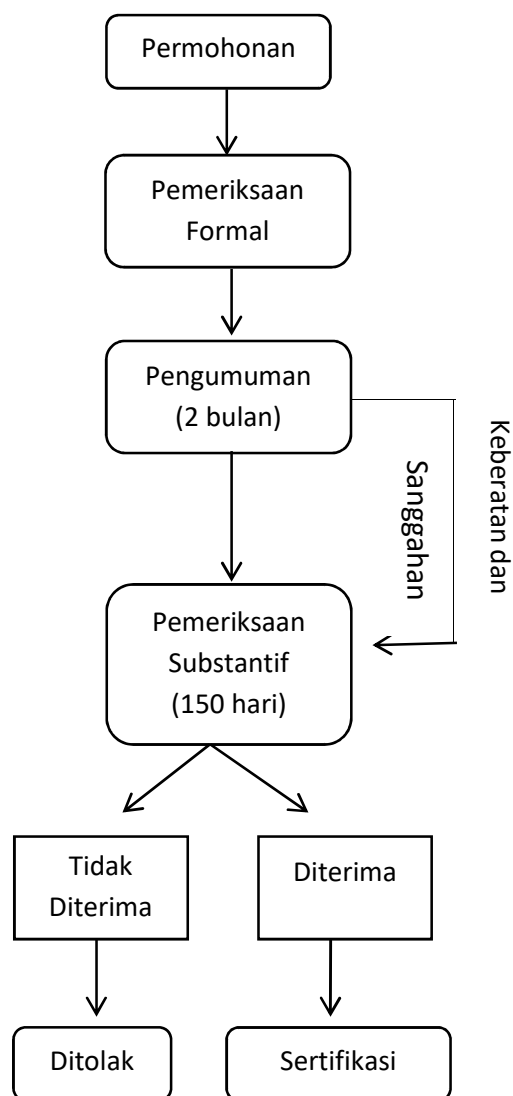 Permohonan
Pemeriksaan
Formal
Pengumuman
(2 bulan)
Keberatan dan
Sanggahan
Pemeriksaan
Substantif
(150 hari)
Tidak
Diterima
Diterima
Ditolak
Sertifikasi